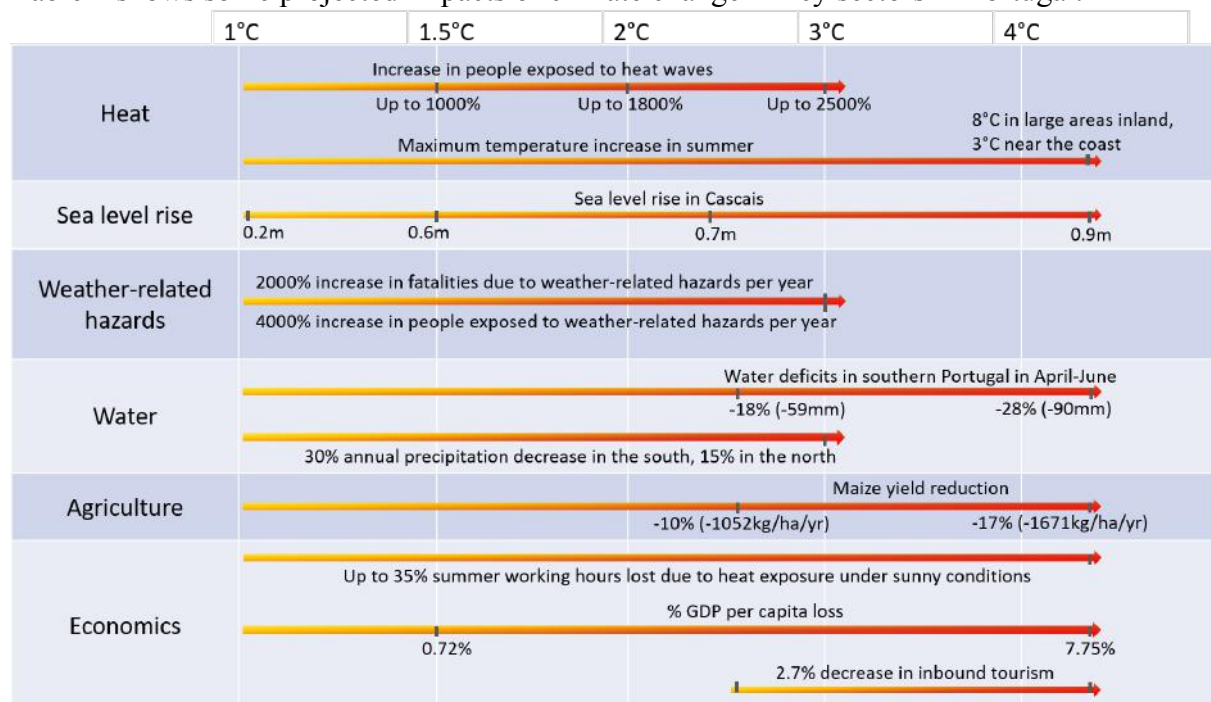 1°C 1.5°C 2°C 3°C 4°C
Heat
Increase in people exposed to heat waves
Up to 1000% Up to 1800% Up to 2500%
Maximum temperature increase in summer
8°C in large areas inland,
3°C near the coast
Sea level rise
Sea level rise in Cascais
0.2m 0.6m 0.7m 0.9m
Weather-related
hazards
2000% increase in fatalities due to weather-related hazards per year
4000% increase in people exposed to weather-related hazards per year
Water
Water deficits in southern Portugal in April-June
-18% (-59mm) -28% (-90mm)
30% annual precipitation decrease in the south, 15% in the north
Agriculture
Maize yield reduction
-10% (-1052kg/ha/yr) -17% (-1671kg/ha/yr)
Economics
Up to 35% summer working hours lost due to heat exposure under sunny conditions
% GDP per capita loss
0.72% 7.75%
2.7% decrease in inbound tourism